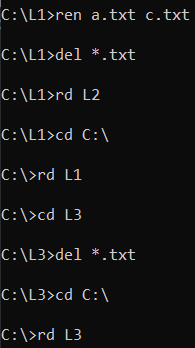 C:\L1>ren a.txt c.txt
C:\L1>del *.txt
C:\L1>rd L2
C:\L1>cd C:\
C:\>rd L1
C:\>cd L3
C:\L3>del *.txt
C:\L3>cd C:\
C:\>rd L3